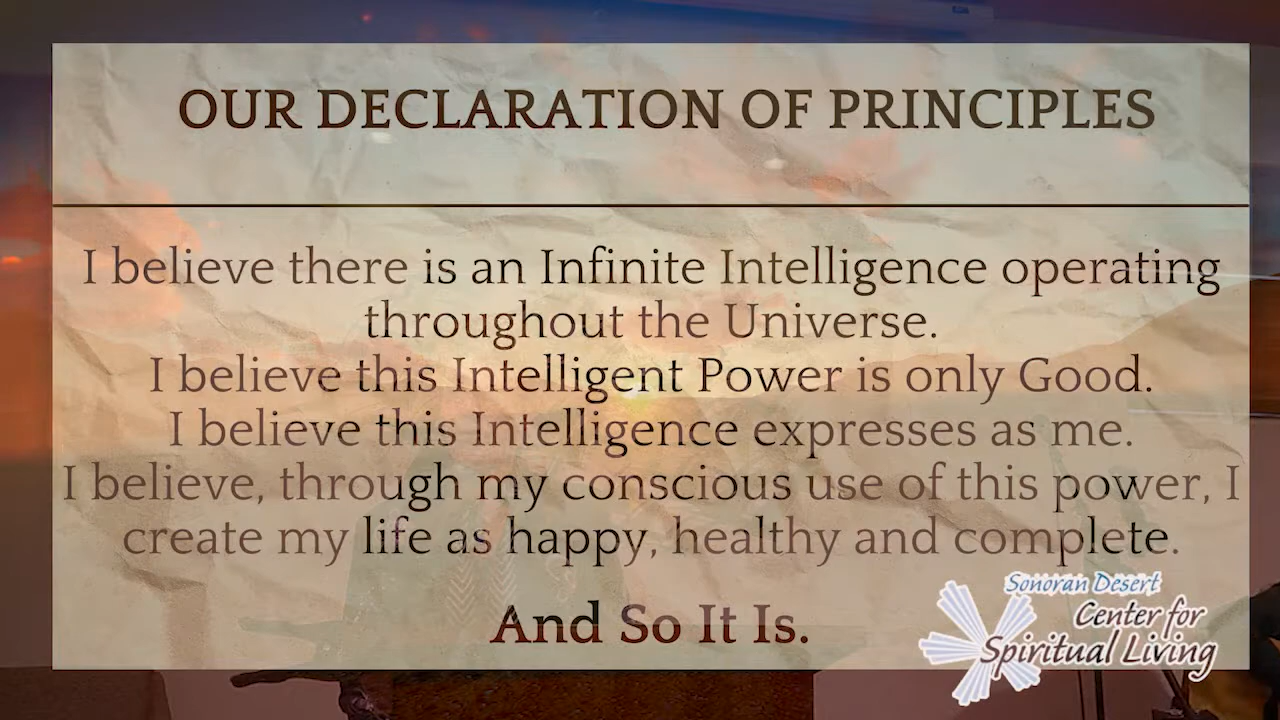 OUR DECLARATION OF PRINCIPLES
I believe there is an Infinite Intelligence operating
throughout the Universe.
I believe this Intelligent Power is only Good.
I believe this Intelligence expresses as me.
I believe, through my conscious use of this power, I
create my life as happy, healthy and complete.
And So It Is.
Sonoran Desert
Center for
Spiritual Living